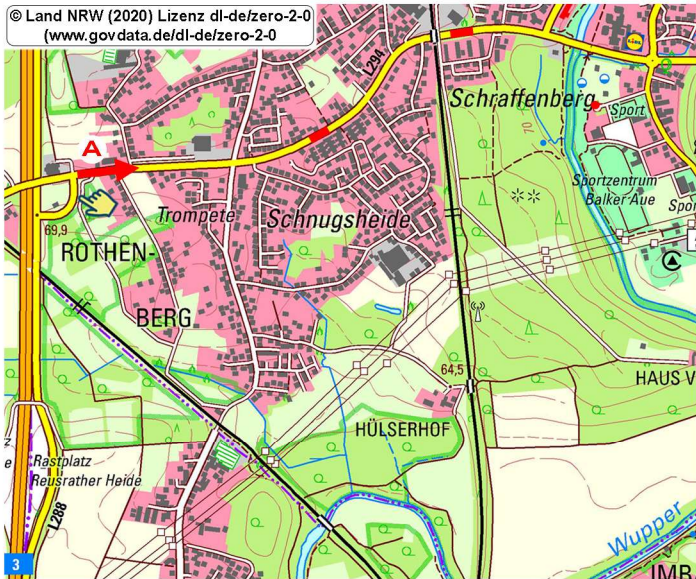 © Land NRW (2020) Lizenz dl-de/zero-2-0
(www.govdata.de/dl-de/zero-2-0
L294
Schraffenberg
Sport
A
Sportzentrum
Balker Aue
Trompete
Schnugsheide
Spor
69,9
ROTHEN-
BERG
64,5
HAUS V
HÜLSERHOF
z
e
Rastplatz
Reusrather Heide
L288
Wupper
3
IMB